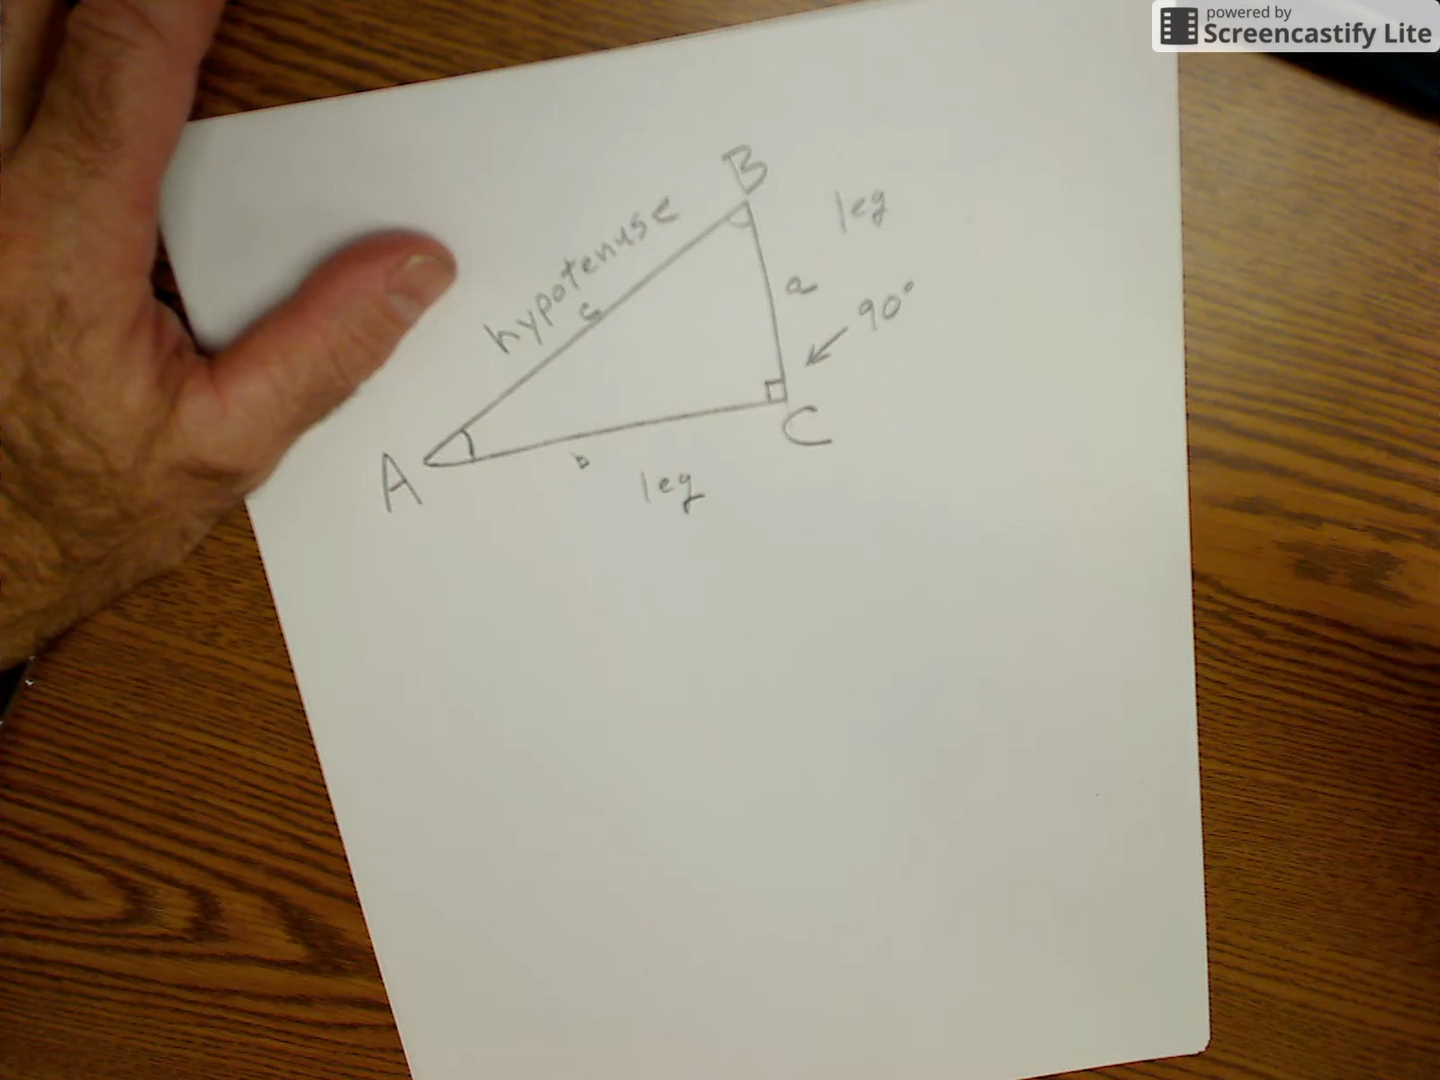 powered by
Screencastify Lite
B
leg
hypotenuse
c
a
90°
C
A
b
leg